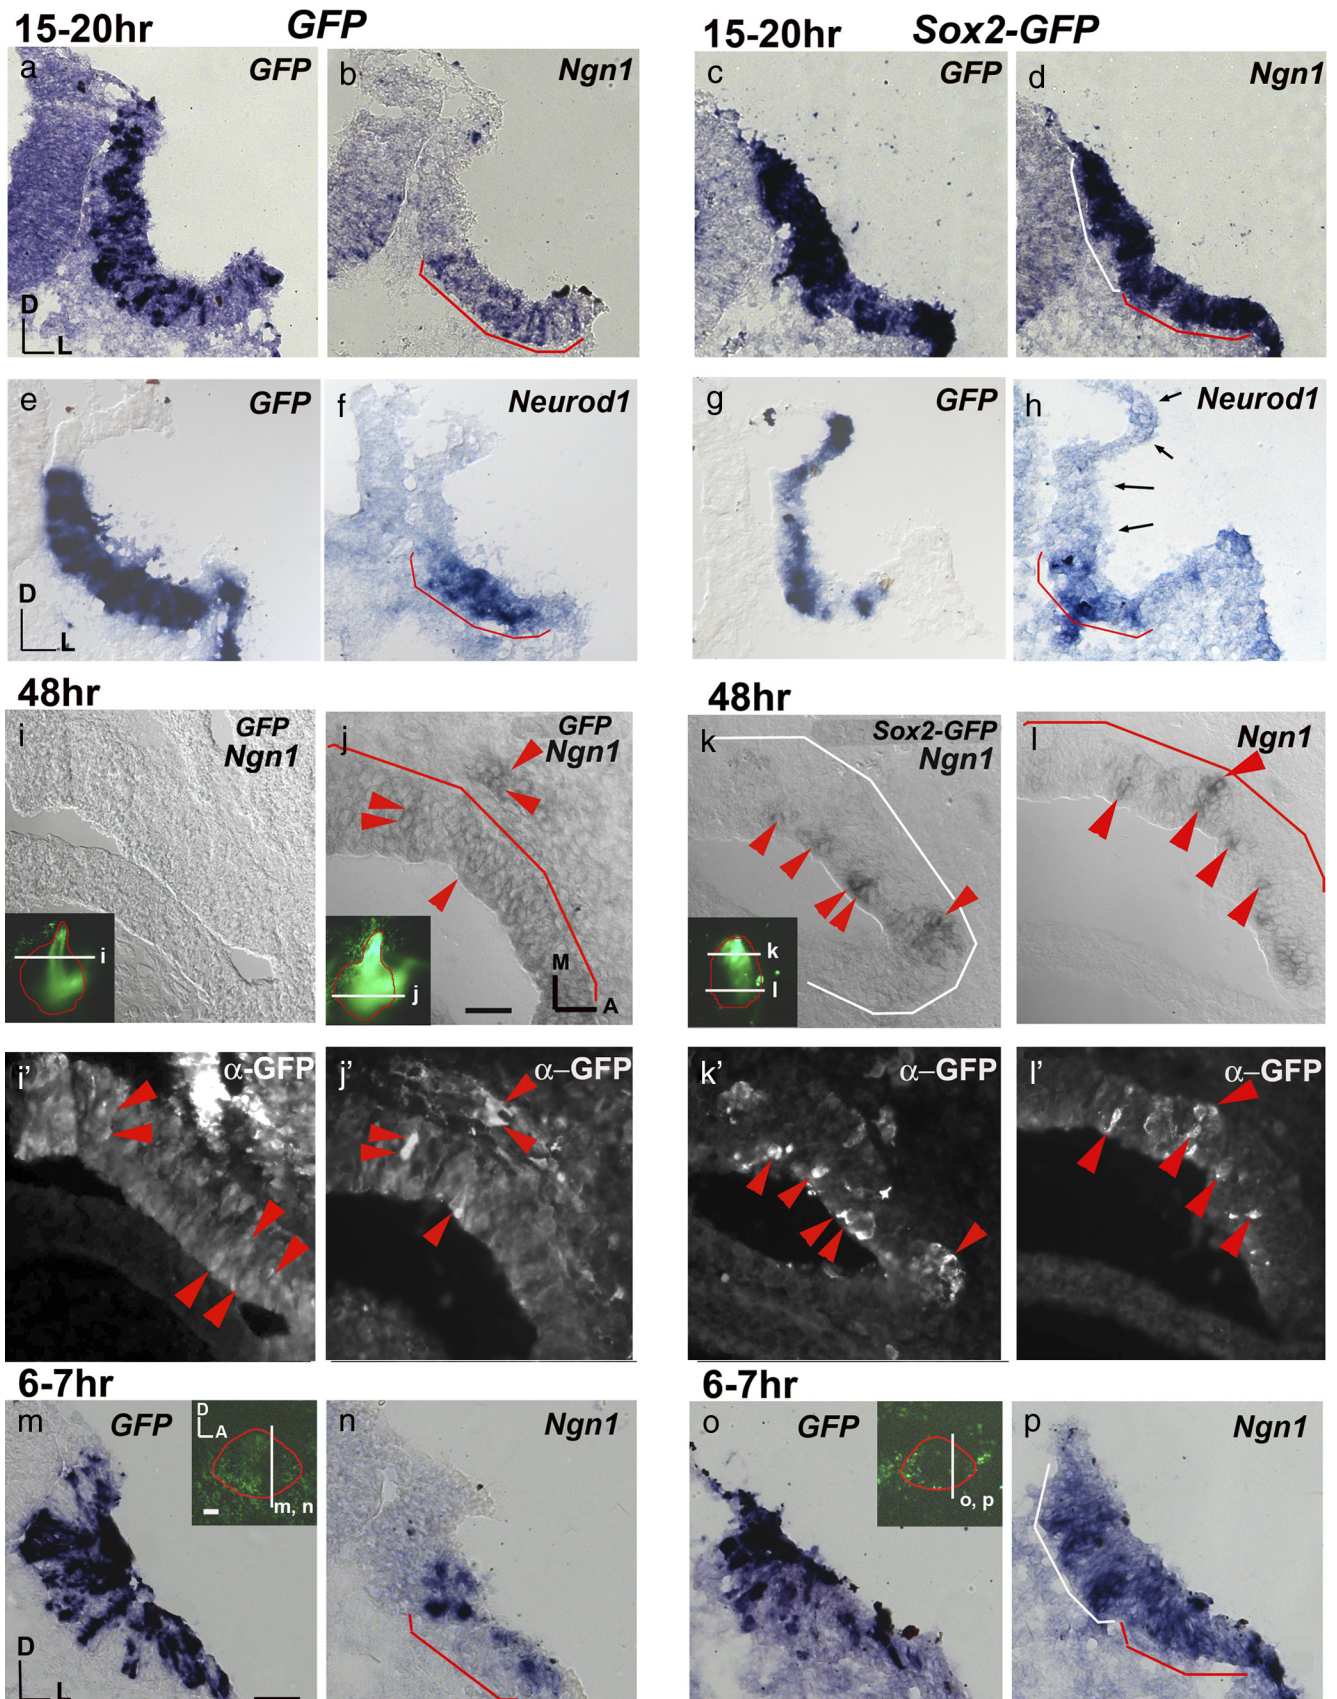 15-20hr GFP 15-20hr Sox2-GFP
a GFP b Ngn1 c GFP d Ngn1
D
L
e GFP f Neurod1 g GFP h Neurod1
D
L
48hr 48hr
i GFP Ngn1 j GFP Ngn1 k Sox2-GFP Ngn1 l Ngn1
i j M A k l
i’ α-GFP j’ α–GFP k’ α–GFP l’ α–GFP
6-7hr 6-7hr
m GFP D A m, n n Ngn1 o GFP o, p p Ngn1
D
L